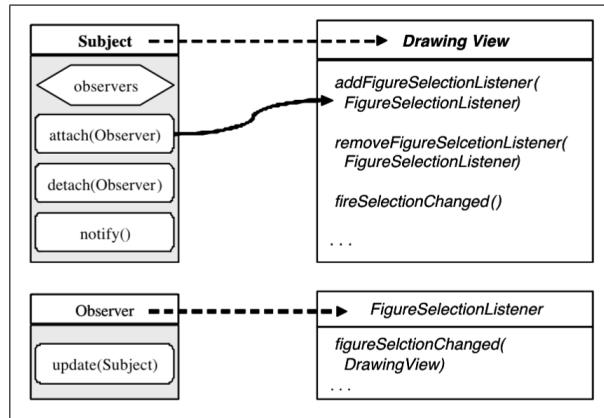 Subject
observers
attach(Observer)
detach(Observer)
notify()
Drawing View
addFigureSelectionListener(
FigureSelectionListener)
removeFigureSelcetionListener(
FigureSelectionListener)
fireSelectionChanged()
. . .
Observer
update(Subject)
FigureSelectionListener
figureSelctionChanged(
DrawingView)
. . .